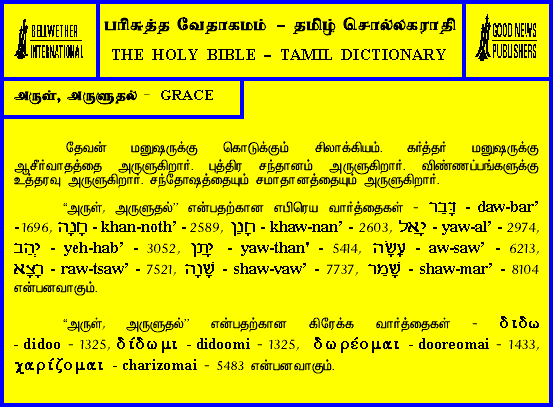 BELLWETHER
INTERNATIONAL
பரிசுத்த வேதாகமம் – தமிழ் சொல்லகராதி
THE HOLY BIBLE – TAMIL DICTIONARY
GOOD NEWS
PUBLISHERS
அருள், அருளுதல் – GRACE
தேவன் மனுஷருக்கு கொடுக்கும் சிலாக்கியம். கர்த்தர் மனுஷருக்கு
ஆசீர்வாதத்தை அருளுகிறார். புத்திர சந்தானம் அருளுகிறார். விண்ணப்பங்களுக்கு
உத்தரவு அருளுகிறார். சந்தோஷத்தையும் சமாதானத்தையும் அருளுகிறார்.
“அருள், அருளுதல்” என்பதற்கான எபிரெய வார்த்தைகள் - דָּבַר - daw-bar’
-1696, חָנָה - khan-noth’ - 2589, חָנַן - khaw-nan’ - 2603, יָאַל - yaw-al’ - 2974,
יְהַב - yeh-hab’ - 3052, יָתַן - yaw-than' - 5414, עָשָׂה - aw-saw’ - 6213,
רָצָא - raw-tsaw’ - 7521, שָׁוָה - shaw-vaw’ - 7737, שָׁמַר - shaw-mar’ - 8104
என்பனவாகும்.
“அருள், அருளுதல்” என்பதற்கான கிரேக்க வார்த்தைகள் - διδω
- didoo - 1325, δίδωμι - didoomi - 1325, δωρέομαι - dooreomai - 1433,
χαρίζομαι - charizomai - 5483 என்பனவாகும்.